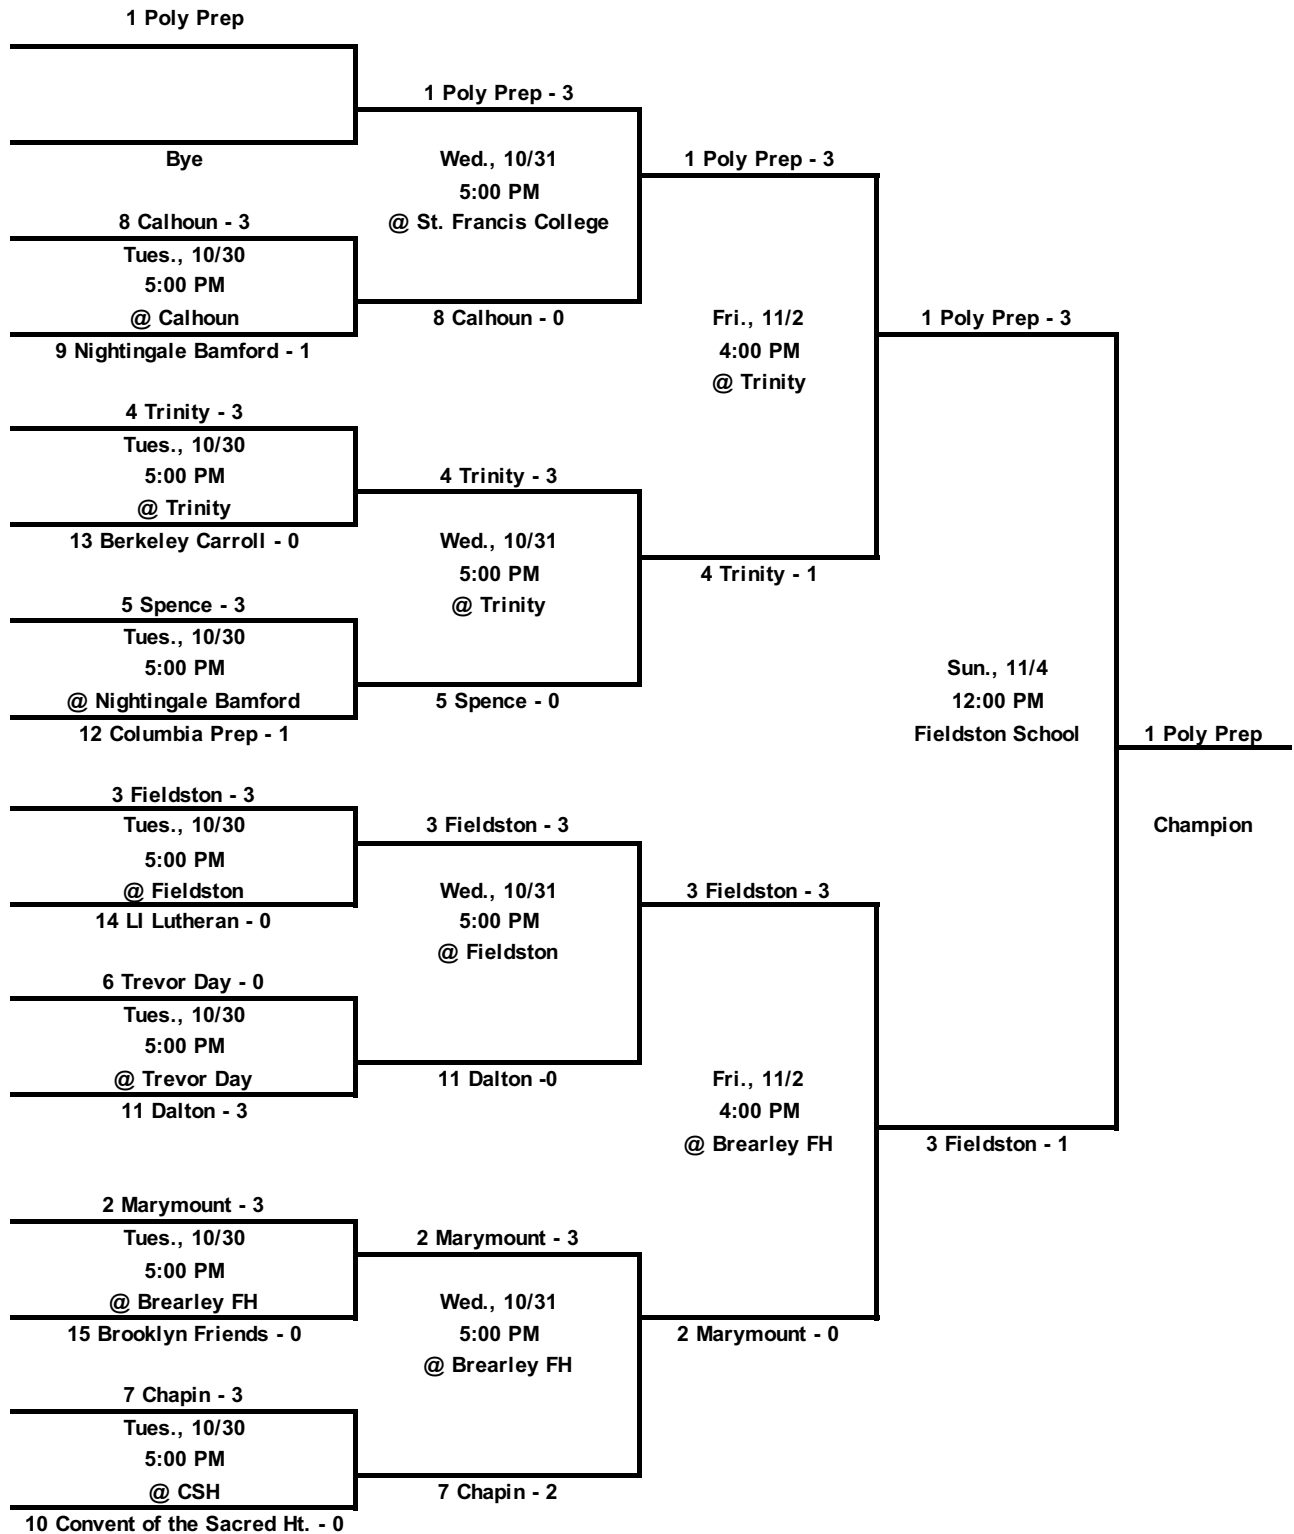 1 Poly Prep
Bye
8 Calhoun - 3
Tues., 10/30
5:00 PM
@ Calhoun
9 Nightingale Bamford - 1
4 Trinity - 3
Tues., 10/30
5:00 PM
@ Trinity
13 Berkeley Carroll - 0
5 Spence - 3
Tues., 10/30
5:00 PM
@ Nightingale Bamford
12 Columbia Prep - 1
3 Fieldston - 3
Tues., 10/30
5:00 PM
@ Fieldston
14 LI Lutheran - 0
6 Trevor Day - 0
Tues., 10/30
5:00 PM
@ Trevor Day
11 Dalton - 3
2 Marymount - 3
Tues., 10/30
5:00 PM
@ Brearley FH
15 Brooklyn Friends - 0
7 Chapin - 3
Tues., 10/30
5:00 PM
@ CSH
10 Convent of the Sacred Ht. - 0
1 Poly Prep - 3
Wed., 10/31
5:00 PM
@ St. Francis College
8 Calhoun - 0
4 Trinity - 3
Wed., 10/31
5:00 PM
@ Trinity
5 Spence - 0
3 Fieldston - 3
Wed., 10/31
5:00 PM
@ Fieldston
11 Dalton -0
2 Marymount - 3
Wed., 10/31
5:00 PM
@ Brearley FH
7 Chapin - 2
1 Poly Prep - 3
Fri., 11/2
4:00 PM
@ Trinity
4 Trinity - 1
3 Fieldston - 3
Fri., 11/2
4:00 PM
@ Brearley FH
2 Marymount - 0
1 Poly Prep - 3
Sun., 11/4
12:00 PM
Fieldston School
3 Fieldston - 1
1 Poly Prep
Champion